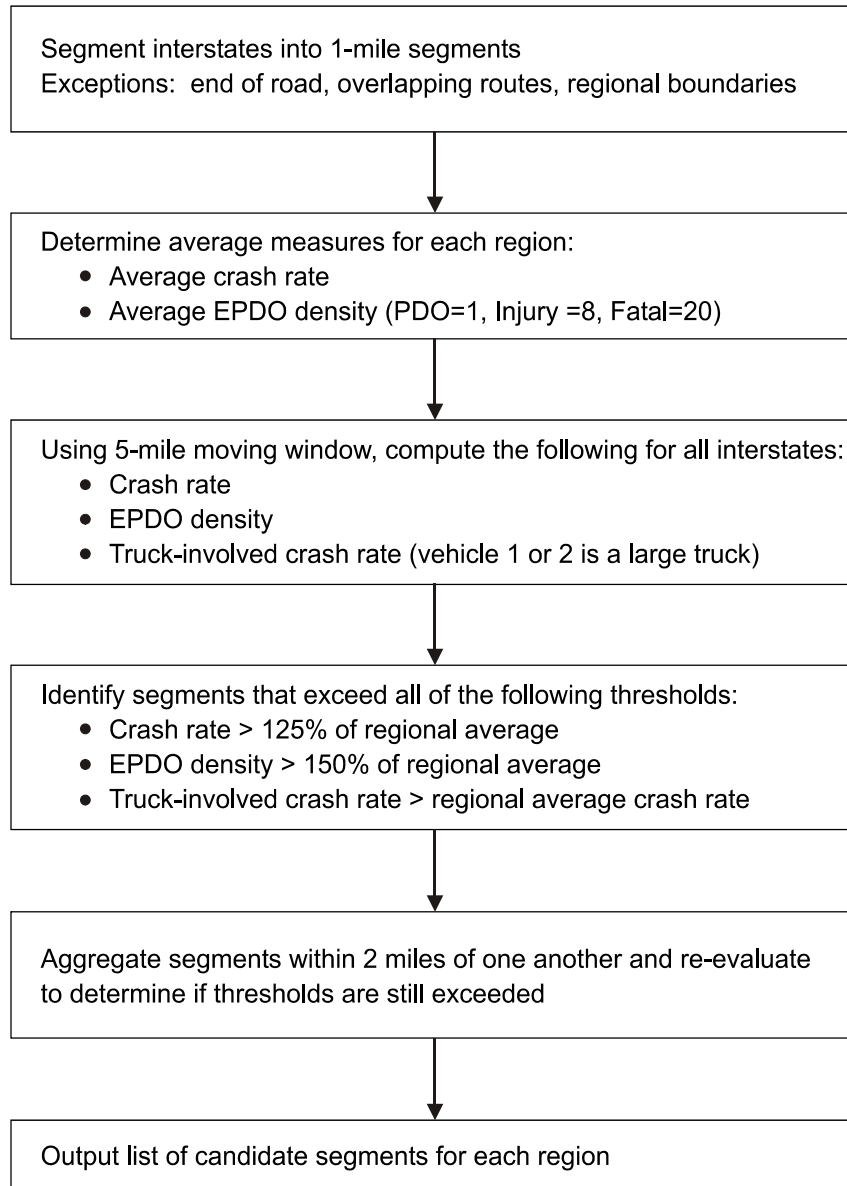 Segment interstates into 1-mile segments
Exceptions:  end of road, overlapping routes, regional boundaries
Determine average measures for each region:
• Average crash rate
• Average EPDO density (PDO=1, Injury =8, Fatal=20)
Using 5-mile moving window, compute the following for all interstates:
• Crash rate
• EPDO density
• Truck-involved crash rate (vehicle 1 or 2 is a large truck)
Identify segments that exceed all of the following thresholds:
• Crash rate > 125% of regional average
• EPDO density > 150% of regional average
• Truck-involved crash rate > regional average crash rate
Aggregate segments within 2 miles of one another and re-evaluate
to determine if thresholds are still exceeded
Output list of candidate segments for each region